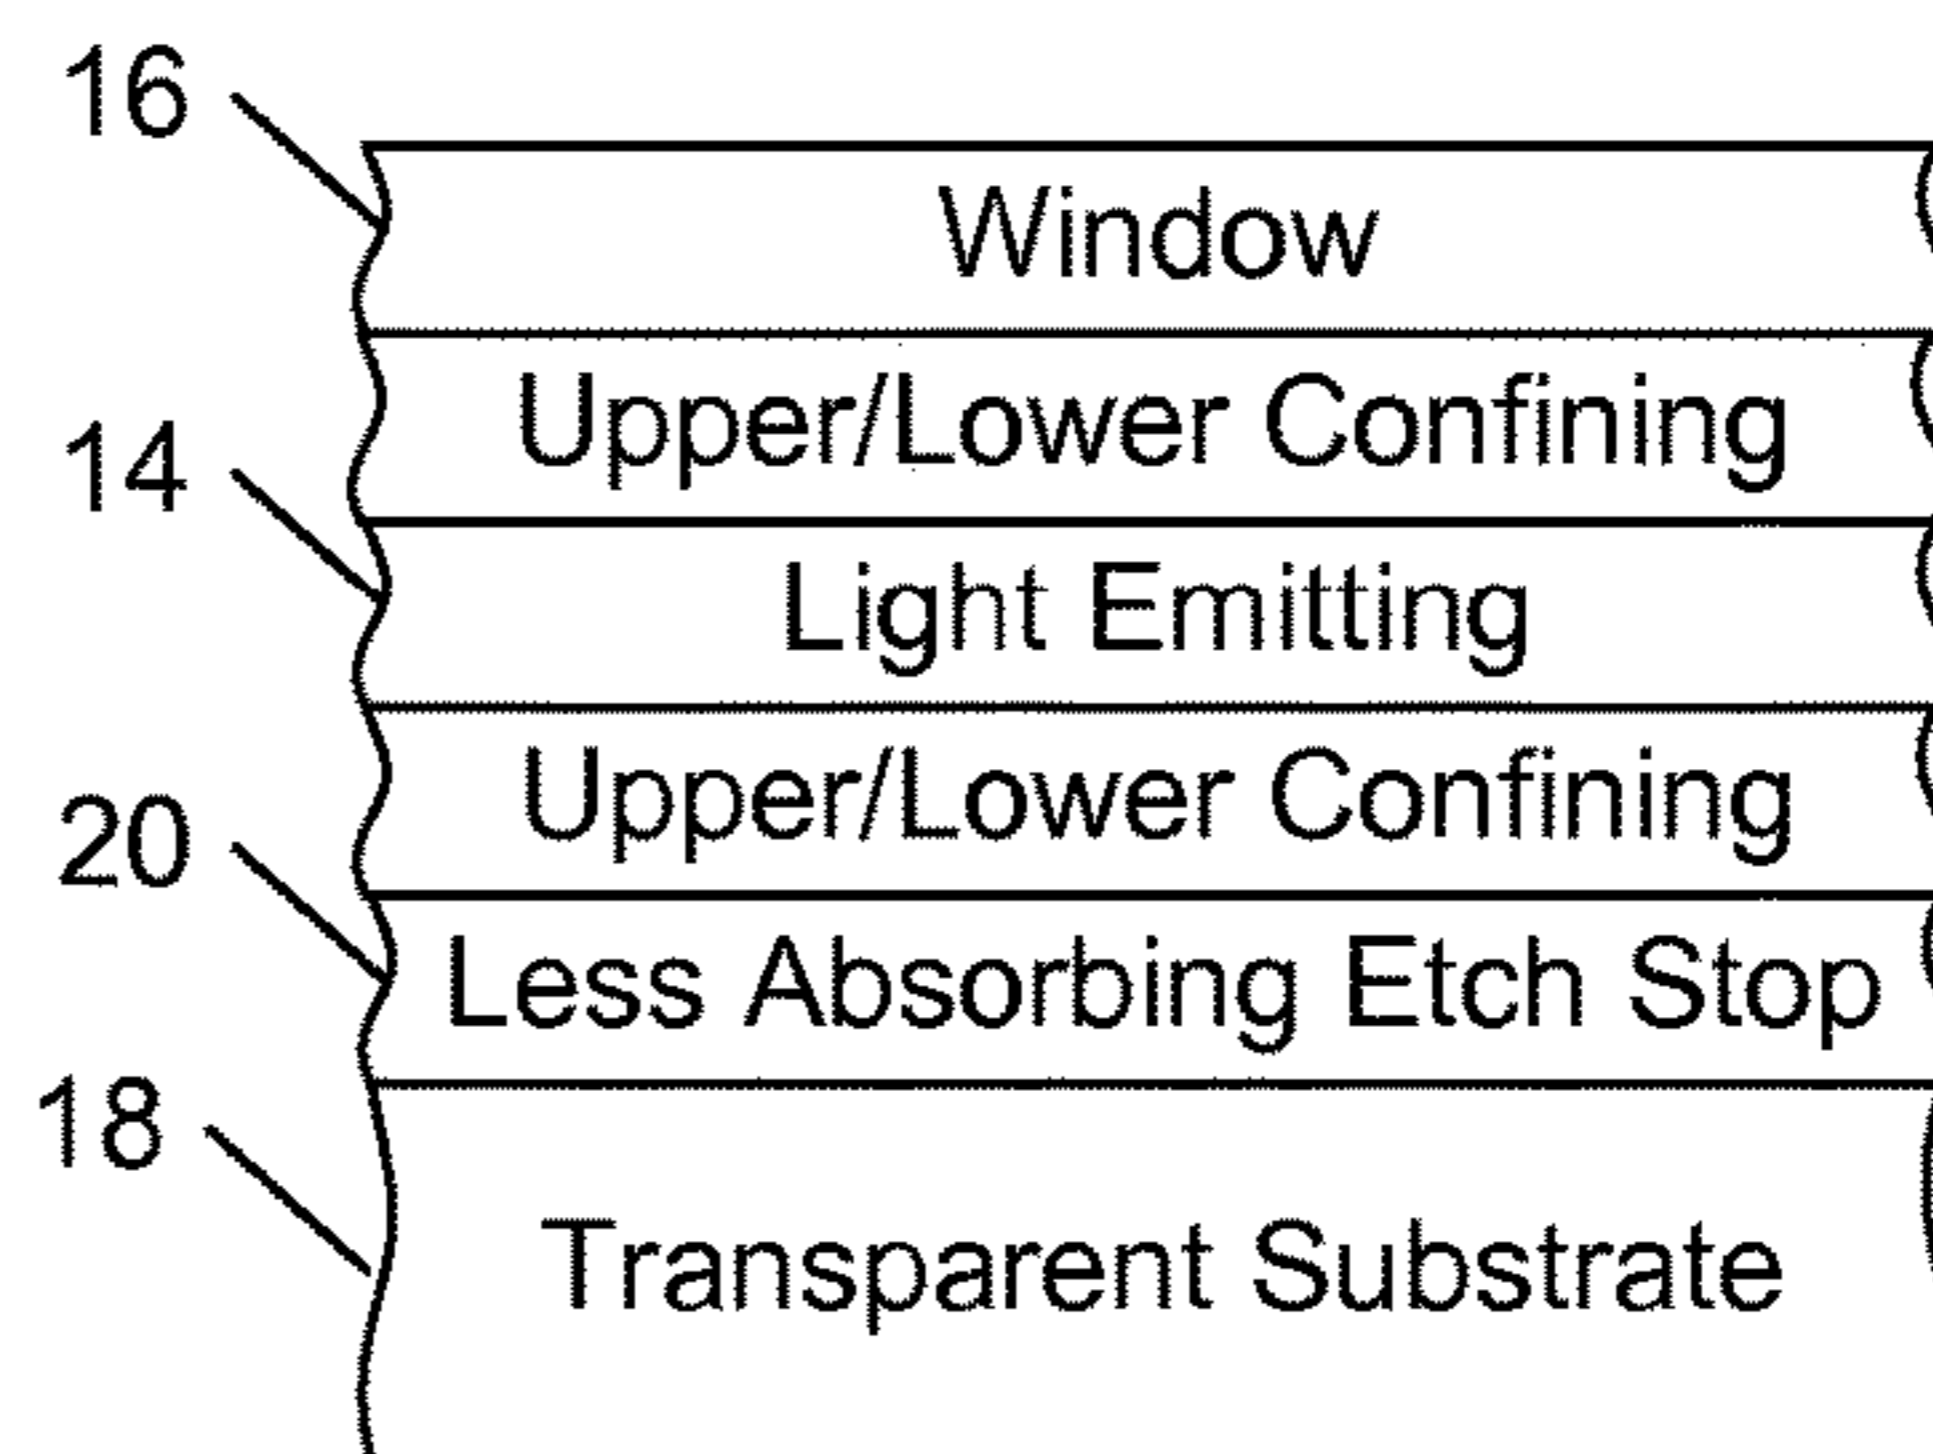 16
Window
Upper/Lower Confining
14
Light Emitting
Upper/Lower Confining
20
Less Absorbing Etch Stop
18
Transparent Substrate